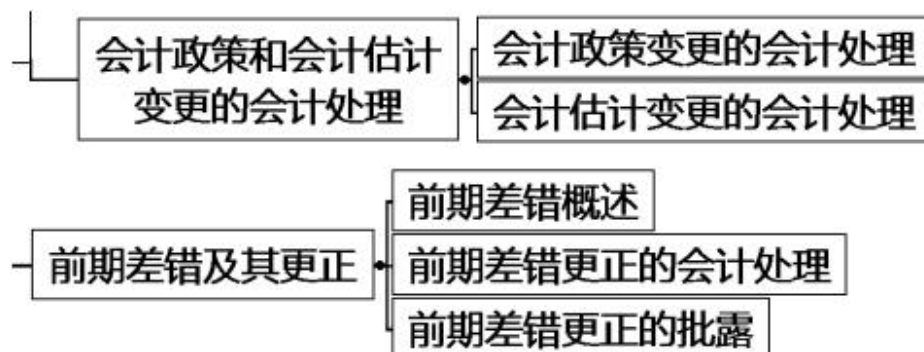 会计政策和会计估计
变更的会计处理
会计政策变更的会计处理
会计估计变更的会计处理
前期差错及其更正
前期差错概述
前期差错更正的会计处理
前期差错更正的批露